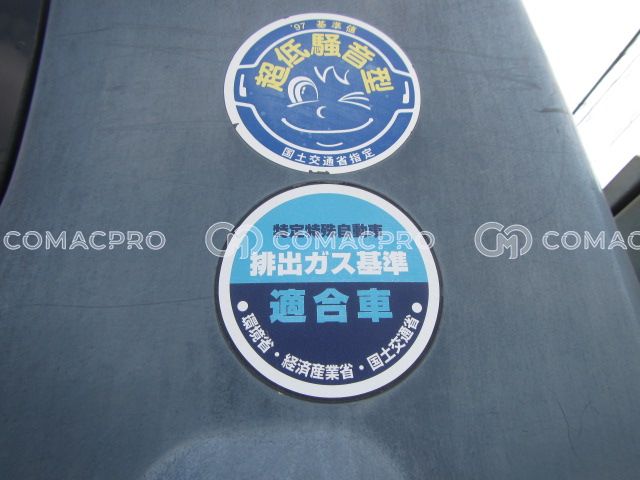 '97 基準値
超低騒音型
国土交通省指定
特定特殊自動車
排出ガス基準
適合車
•環境省・経済産業省・国土交通省•
COMACPRO COMACPRO COMACPRO